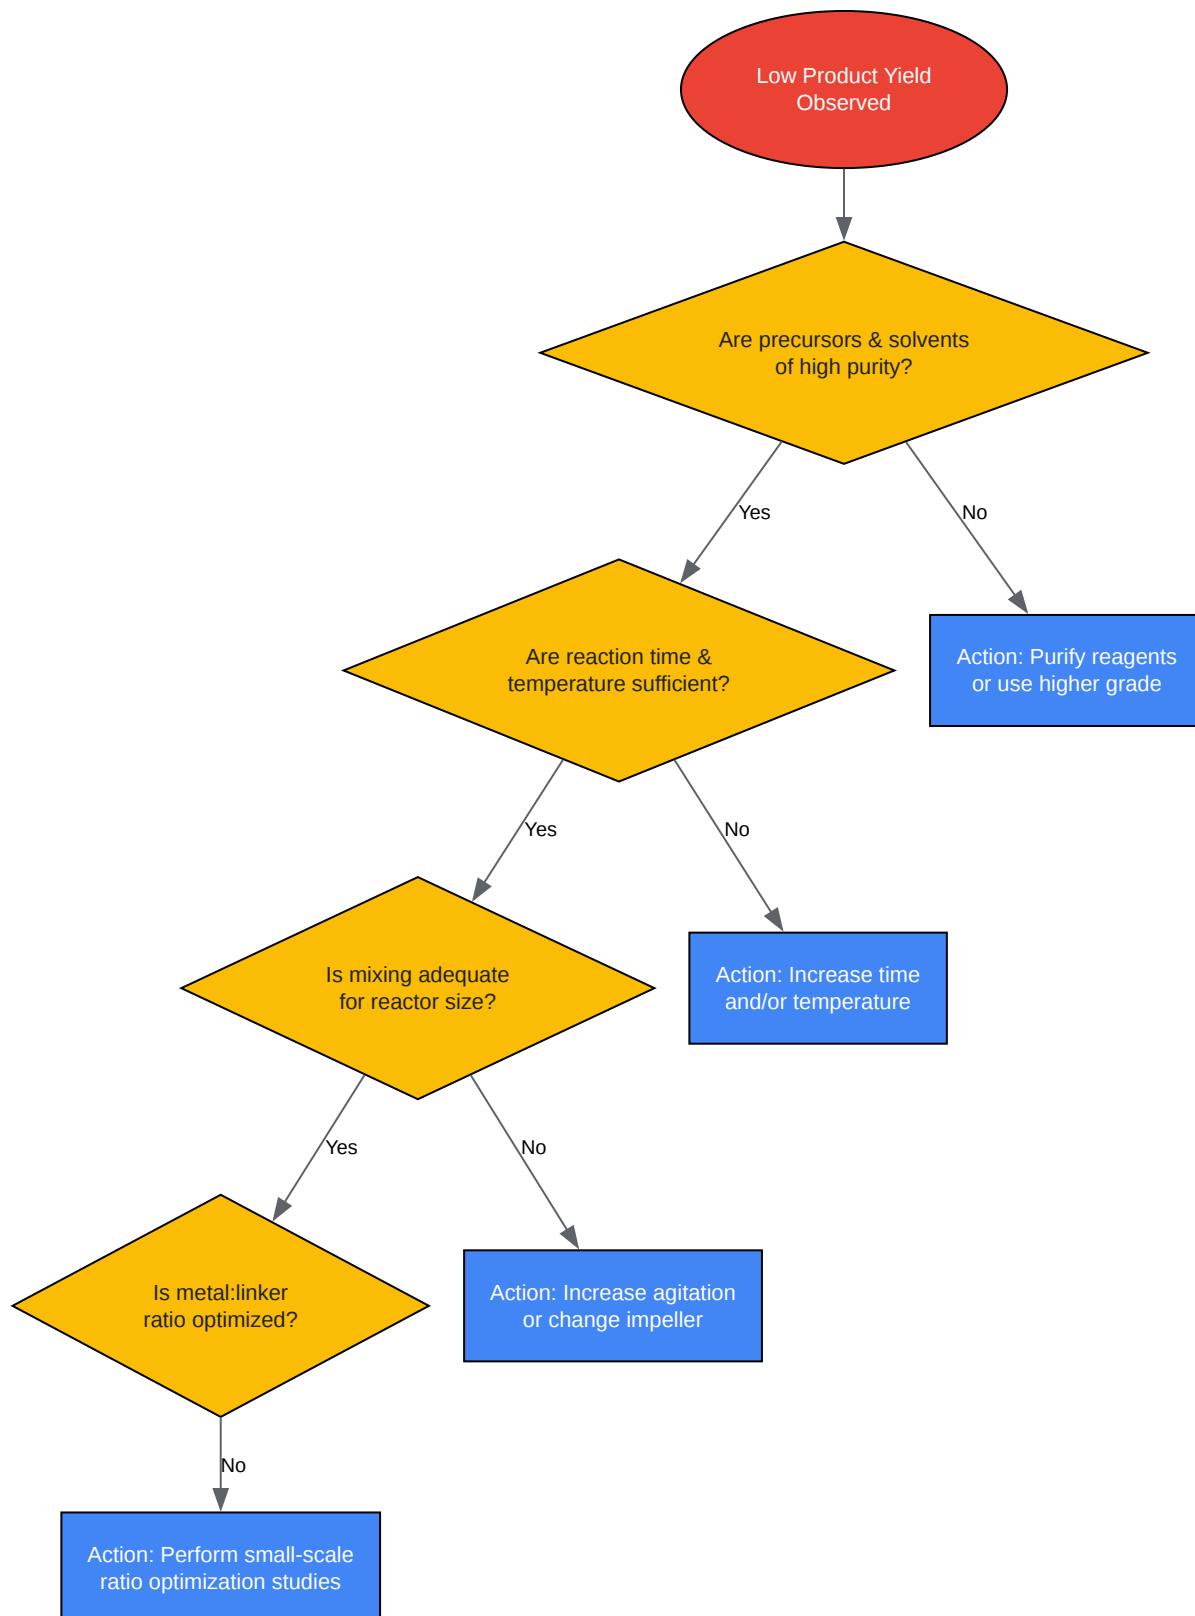 Low Product Yield
Observed
Are precursors & solvents
of high purity?
Yes
No
Are reaction time &
temperature sufficient?
Action: Purify reagents
or use higher grade
Yes
No
Is mixing adequate
for reactor size?
Action: Increase time
and/or temperature
Yes
No
Is metal:linker
ratio optimized?
Action: Increase agitation
or change impeller
No
Action: Perform small-scale
ratio optimization studies